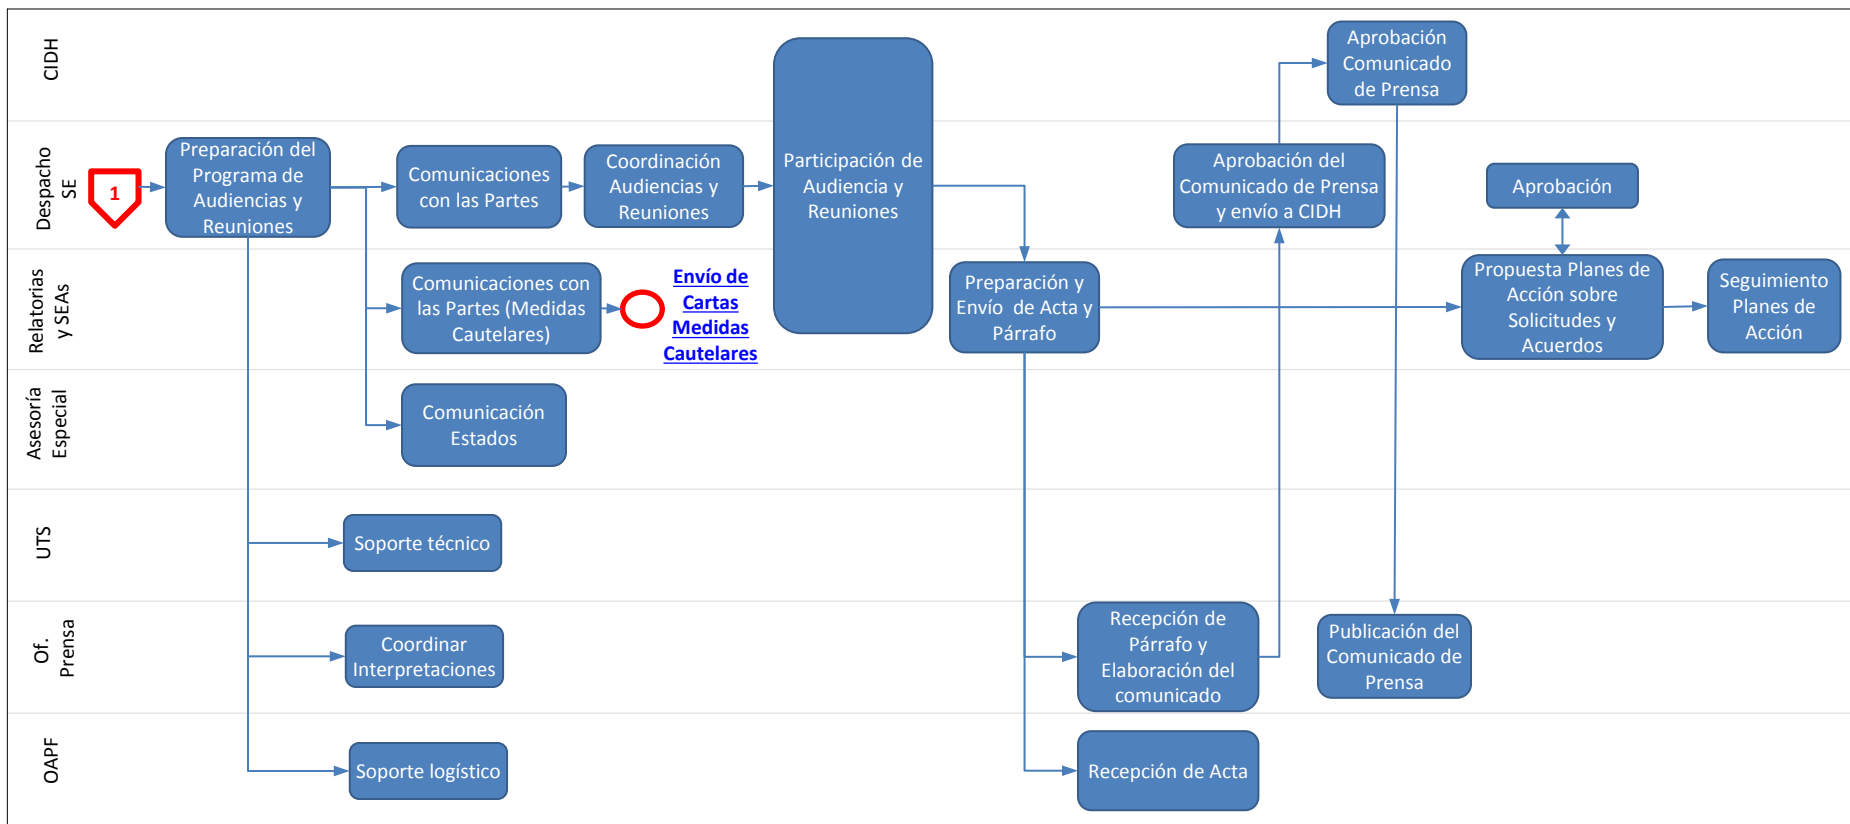 CIDH
Despacho
SE
Relatorias
y SEAs
Asesoría
Especial
UTS
Of.
Prensa
OAPF
1
Preparación del
Programa de
Audiencias y
Reuniones
Comunicaciones
con las Partes
Coordinación
Audiencias y
Reuniones
Participación de
Audiencia y
Reuniones
Aprobación
Comunicado
de Prensa
Aprobación del
Comunicado de Prensa
y envío a CIDH
Aprobación
Comunicaciones con
las Partes (Medidas
Cautelares)
Envío de
Cartas
Medidas
Cautelares
Preparación y
Envío de Acta y
Párrafo
Propuesta Planes de
Acción sobre
Solicitudes y
Acuerdos
Seguimiento
Planes de
Acción
Comunicación
Estados
Soporte técnico
Coordinar
Interpretaciones
Recepción de
Párrafo y
Elaboración del
comunicado
Publicación del
Comunicado de
Prensa
Soporte logístico
Recepción de Acta